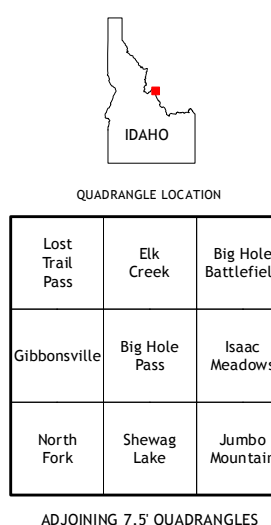 IDAHO
QUADRANGLE LOCATION
Lost
Trail
Pass
Elk
Creek
Big Hole
Battlefiel
Gibbonsville
Big Hole
Pass
Isaac
Meadows
North
Fork
Shewag
Lake
Jumbo
Mountain
ADJOINING 7.5' QUADRANGLES